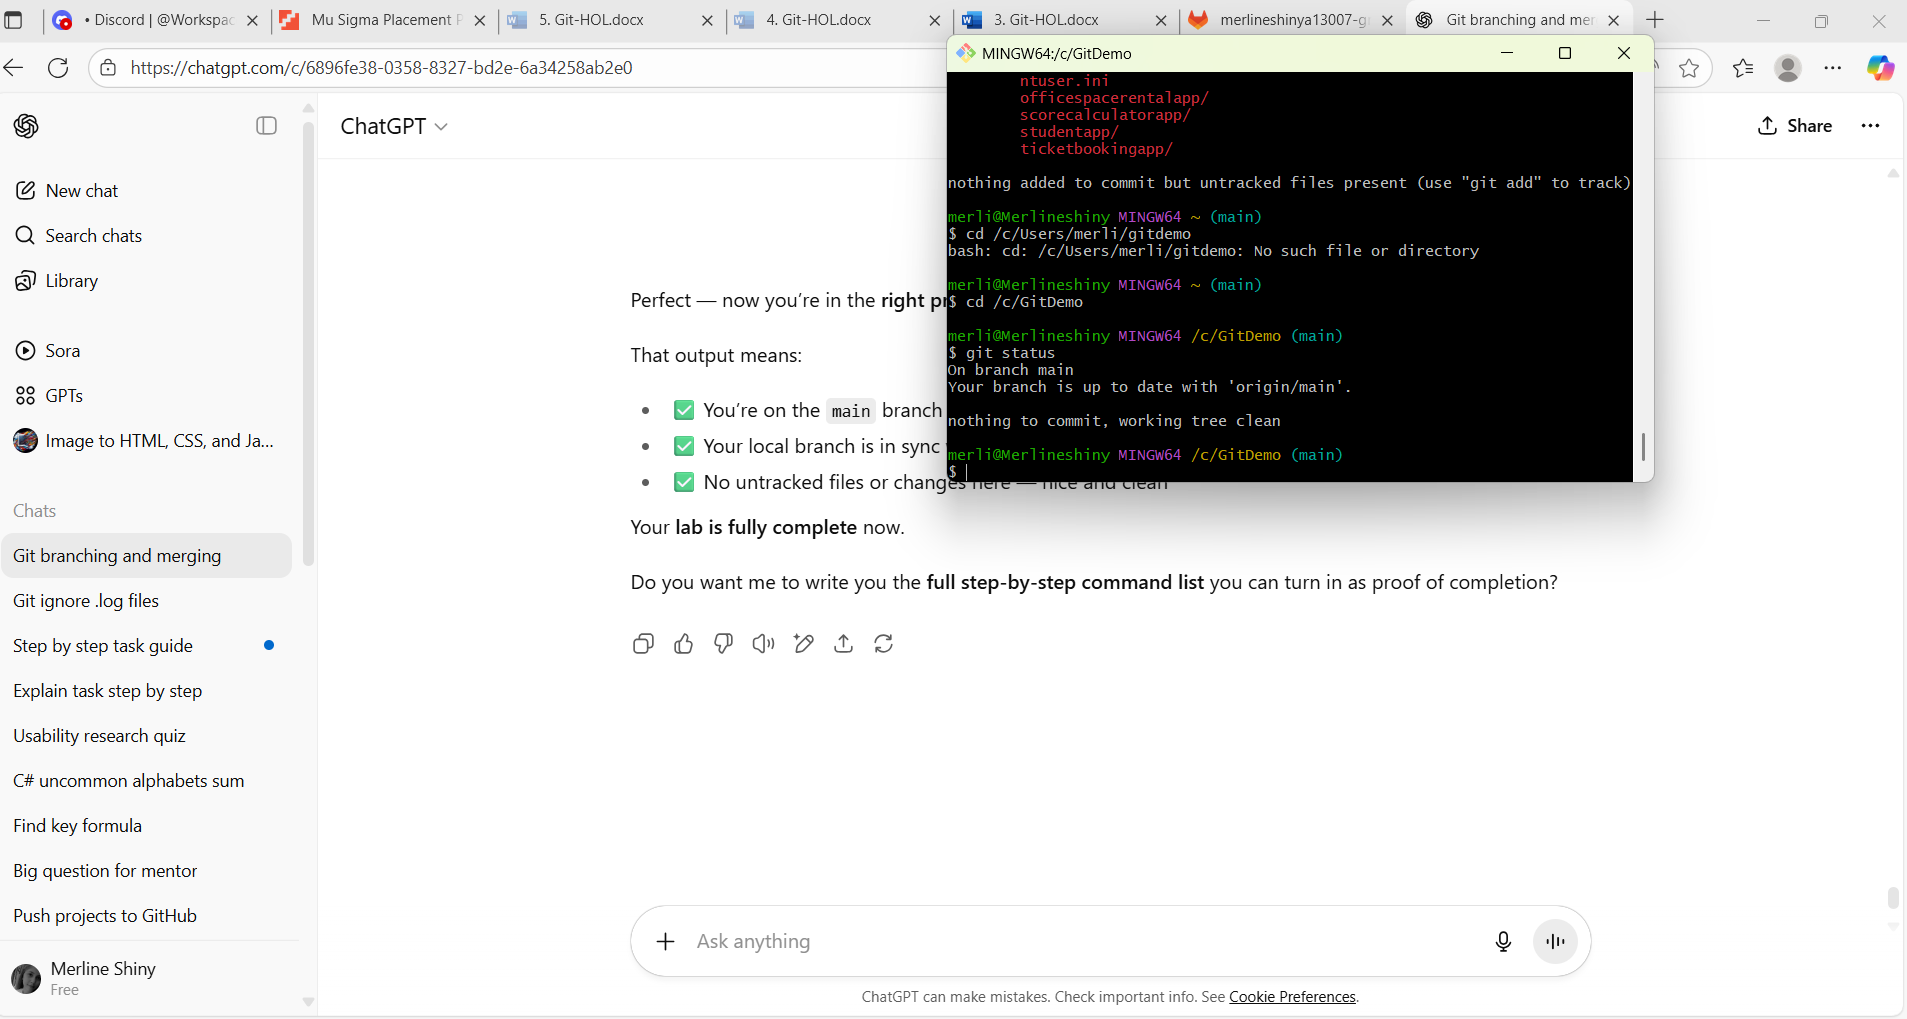 • Discord | @Workspac
Mu Sigma Placement P
5. Git-HOL.docx
4. Git-HOL.docx
3. Git-HOL.docx
merlineshinya13007-g
Git branching and mer
https://chatgpt.com/c/6896fe38-0358-8327-bd2e-6a34258ab2e0
MINGW64:/c/GitDemo
ntuser.ini
officespacerentalapp/
scorecalculatorapp/
studentapp/
ticketbookingapp/
nothing added to commit but untracked files present (use "git add" to track)
merli@Merlineshiny MINGW64 ~ (main)
$ cd /c/Users/merli/gitdemo
bash: cd: /c/Users/merli/gitdemo: No such file or directory
merli@Merlineshiny MINGW64 ~ (main)
$ cd /c/GitDemo
merli@Merlineshiny MINGW64 /c/GitDemo (main)
$ git status
On branch main
Your branch is up to date with 'origin/main'.
nothing to commit, working tree clean
merli@Merlineshiny MINGW64 /c/GitDemo (main)
$
ChatGPT
Share
New chat
Search chats
Library
Sora
GPTs
Image to HTML, CSS, and Ja...
Chats
Git branching and merging
Git ignore .log files
Step by step task guide
Explain task step by step
Usability research quiz
C# uncommon alphabets sum
Find key formula
Big question for mentor
Push projects to GitHub
Merline Shiny
Free
Perfect — now you're in the right pr
That output means:
• ✅ You're on the main branch
• ✅ Your local branch is in sync
• ✅ No untracked files or changes here — nice and clean
Your lab is fully complete now.
Do you want me to write you the full step-by-step command list you can turn in as proof of completion?
Ask anything
ChatGPT can make mistakes. Check important info. See Cookie Preferences.